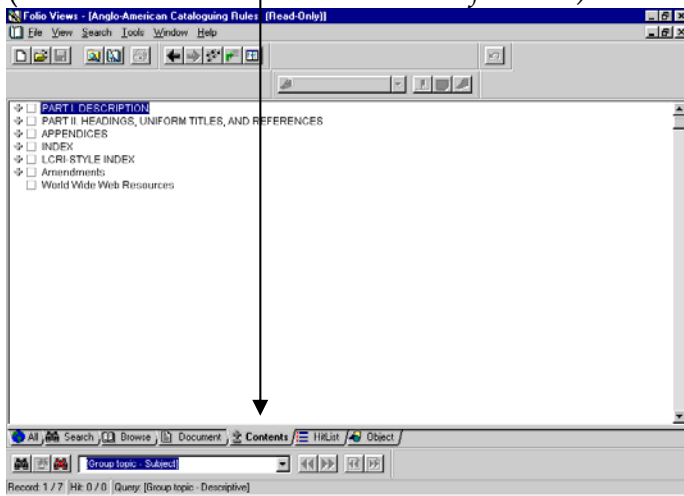 Folio Views - [Anglo-American Cataloguing Rules (Read-Only)]
File View Search Tools Window Help
PART I. DESCRIPTION
PART II. HEADINGS, UNIFORM TITLES, AND REFERENCES
APPENDICES
INDEX
LCRI-STYLE INDEX
Amendments
World Wide Web Resources
All Search Browse Document Contents HitList Object
[Group topic - Subject]
Record: 1 / 7 Hit: 0 / 0 Query: [Group topic - Descriptive]